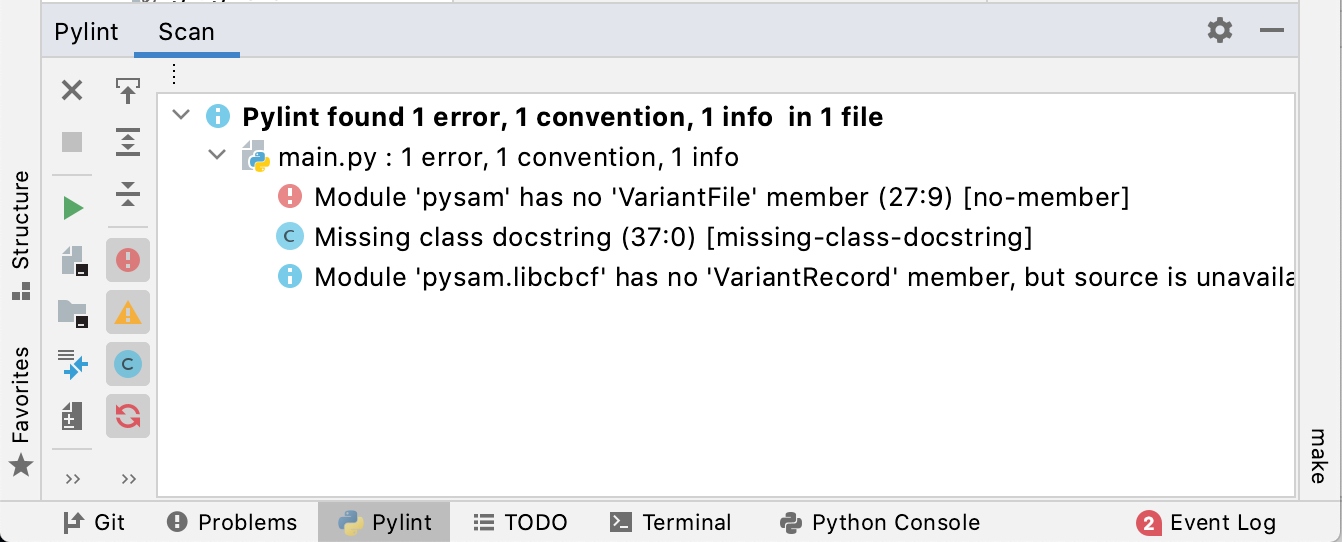 Pylint Scan
Pylint found 1 error, 1 convention, 1 info in 1 file
main.py : 1 error, 1 convention, 1 info
Module 'pysam' has no 'VariantFile' member (27:9) [no-member]
C Missing class docstring (37:0) [missing-class-docstring]
Module 'pysam.libcbcf' has no 'VariantRecord' member, but source is unavaila
Structure
Favorites
C
make
Git Problems Pylint TODO Terminal Python Console 2 Event Log